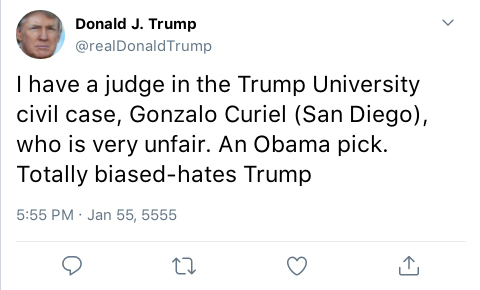 Donald J. Trump
@realDonaldTrump
I have a judge in the Trump University
civil case, Gonzalo Curiel (San Diego),
who is very unfair. An Obama pick.
Totally biased-hates Trump
5:55 PM · Jan 55, 5555